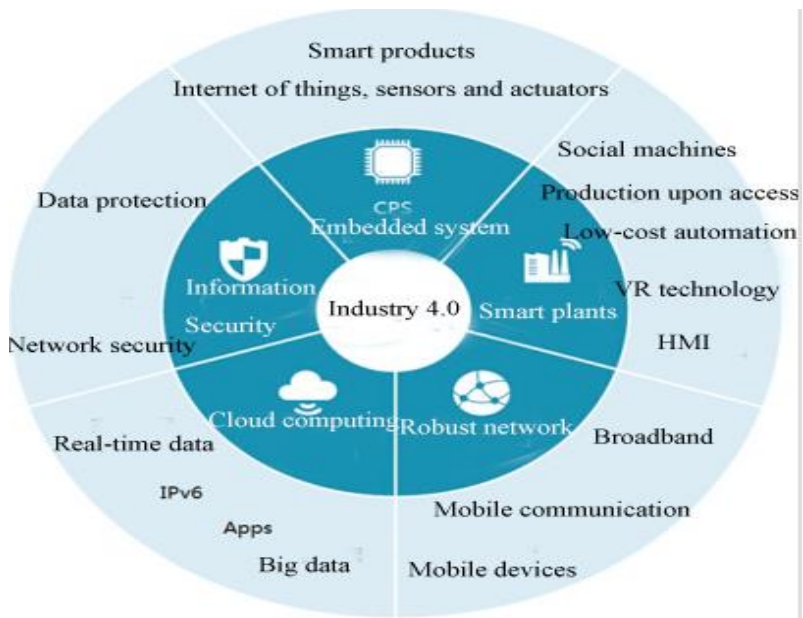 Smart products
Internet of things, sensors and actuators
Social machines
Production upon access
Low-cost automation
VR technology
HMI
Data protection
Network security
CPS
Embedded system
Information
Security
Industry 4.0
Smart plants
Cloud computing
Robust network
Real-time data
IPv6
Apps
Big data
Broadband
Mobile communication
Mobile devices